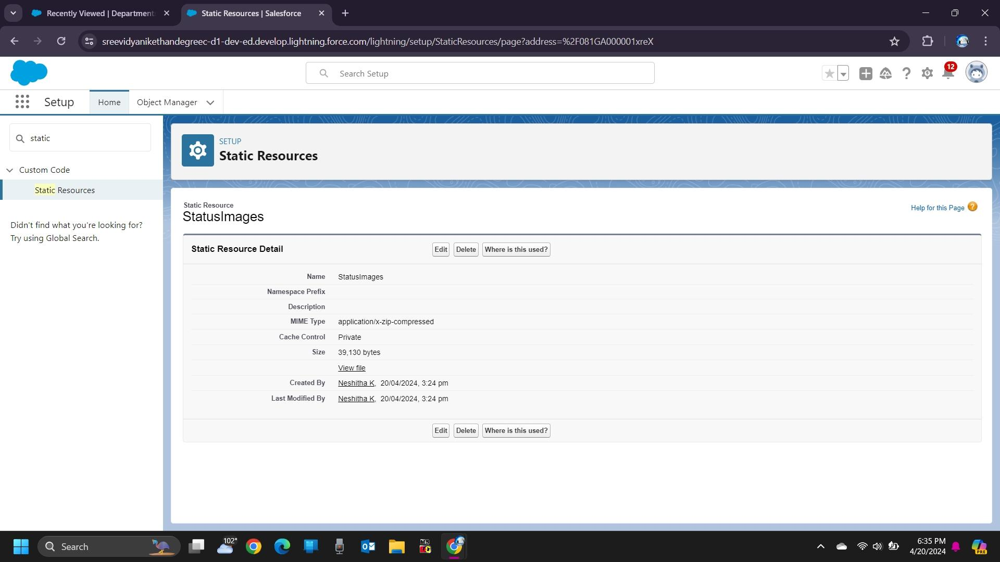 Recently Viewed | Department
Static Resources | Salesforce
sreevidyanikethandegreec-d1-dev-ed.develop.lightning.force.com/lightning/setup/StaticResources/page?address=%2F081GA000001xreX
Search Setup
12
Setup
Home
Object Manager
static
Custom Code
Static Resources
Didn't find what you're looking for?
Try using Global Search.
SETUP
Static Resources
Static Resource
StatusImages
Help for this Page
Static Resource Detail
Edit
Delete
Where is this used?
Name StatusImages
Namespace Prefix
Description
MIME Type application/x-zip-compressed
Cache Control Private
Size 39,130 bytes
View file
Created By Neshitha K, 20/04/2024, 3:24 pm
Last Modified By Neshitha K, 20/04/2024, 3:24 pm
Edit
Delete
Where is this used?
Search
102°
6:35 PM
4/20/2024
PRE